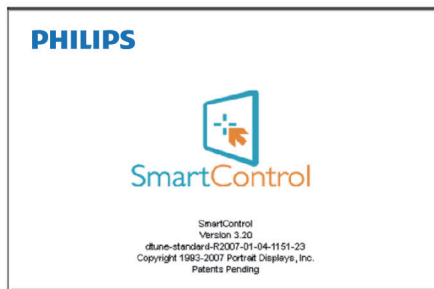 PHILIPS
SmartControl
SmartControl
Version 3.20
dtune-standard-R2007-01-04-1151-23
Copyright 1993-2007 Portrait Displays, Inc.
Patents Pending